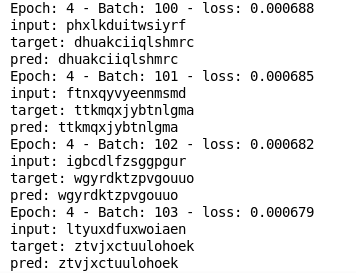 Epoch: 4 - Batch: 100 - loss: 0.000688
input: phxlkduitwsiyrf
target: dhuakciiqlshmrc
pred: dhuakciiqlshmrc
Epoch: 4 - Batch: 101 - loss: 0.000685
input: ftnxqyvyeenmsmd
target: ttkmqxjybtnlgma
pred: ttkmqxjybtnlgma
Epoch: 4 - Batch: 102 - loss: 0.000682
input: igbcdlfzsggpgur
target: wgyrdktzpvgouuo
pred: wgyrdktzpvgouuo
Epoch: 4 - Batch: 103 - loss: 0.000679
input: ltyuxdfuxwoiaen
target: ztvjxctuulohoek
pred: ztvjxctuulohoek